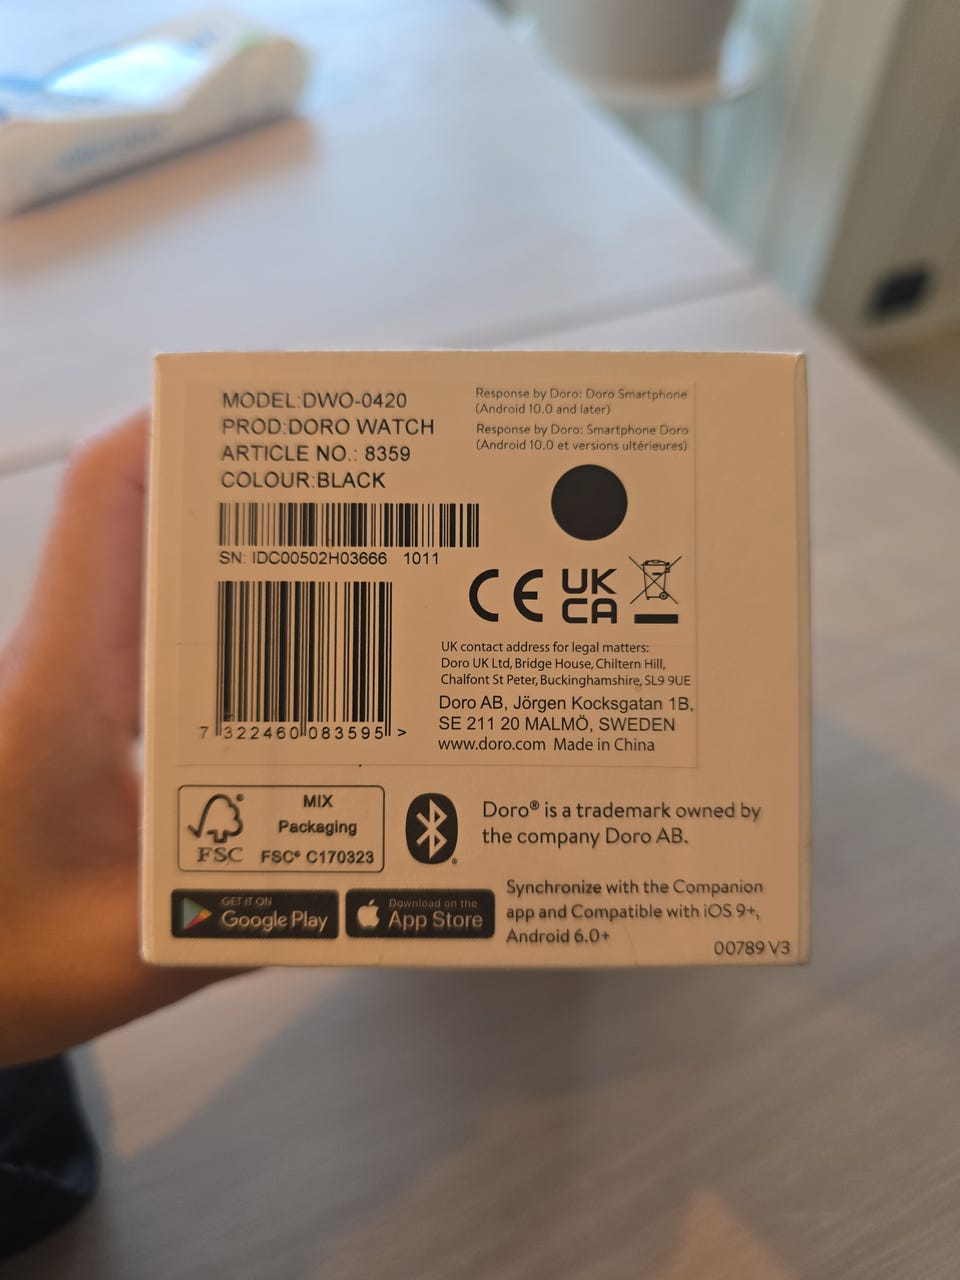 MODEL:DWO-0420
PROD:DORO WATCH
ARTICLE NO.: 8359
COLOUR:BLACK
SN: IDC00502H03666 1011
7 322460 083595 >
Response by Doro: Doro Smartphone
(Android 10.0 and later)
Response by Doro: Smartphone Doro
(Android 10.0 et versions ultérieures)
CE
UK
CA
UK contact address for legal matters:
Doro UK Ltd, Bridge House, Chiltern Hill,
Chalfont St Peter, Buckinghamshire, SL9 9UE
Doro AB, Jörgen Kocksgatan 1B,
SE 211 20 MALMÖ, SWEDEN
www.doro.com Made in China
FSC
MIX
Packaging
FSC® C170323
Doro® is a trademark owned by
the company Doro AB.
GET IT ON
Google Play
Download on the
App Store
Synchronize with the Companion
app and Compatible with iOS 9+,
Android 6.0+
00789 V3